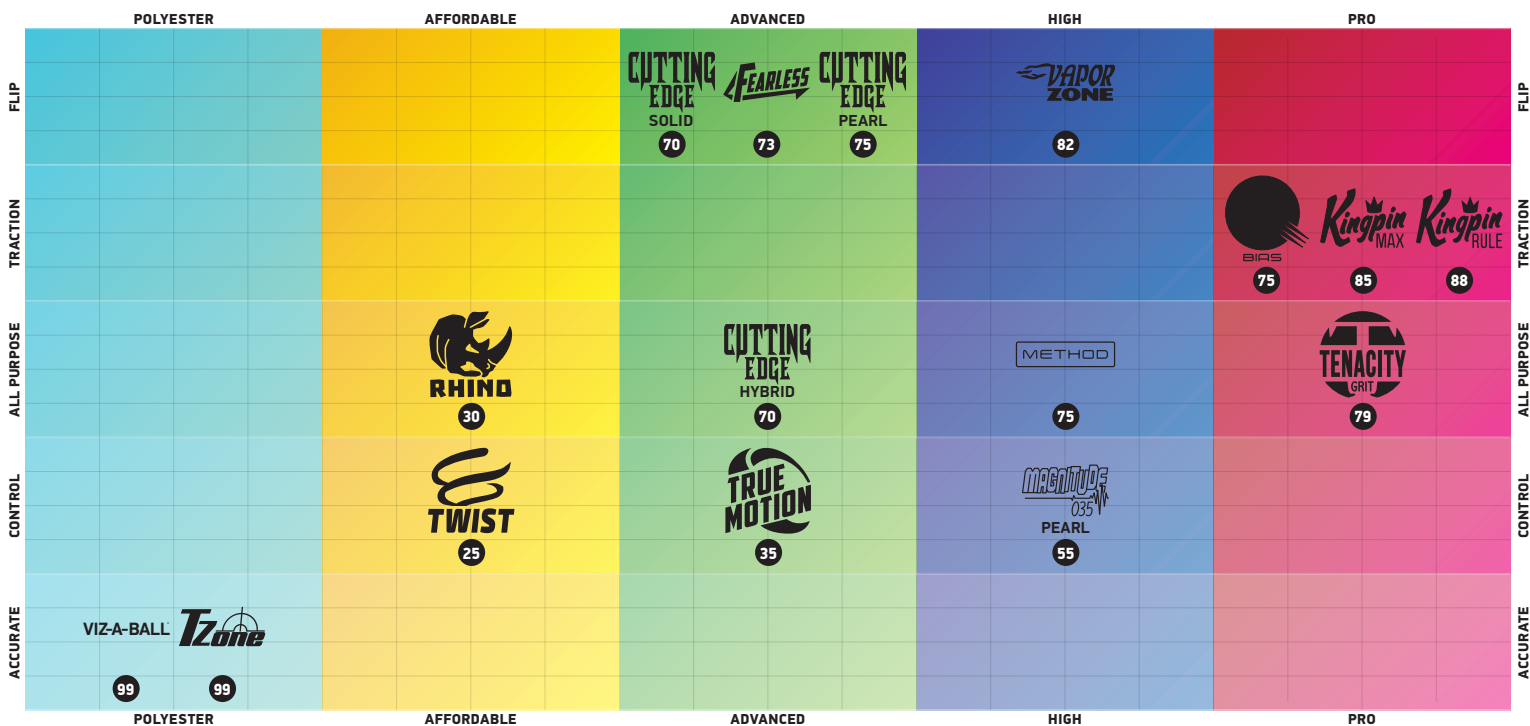 POLYESTER
AFFORDABLE
ADVANCED
HIGH
PRO
FLIP
CUTTING
EDGE
SOLID
70
FEARLESS
73
CUTTING
EDGE
PEARL
75
VAPOR
ZONE
82
FLIP
TRACTION
BIAS
75
Kingpin
MAX
85
Kingpin
RULE
88
TRACTION
ALL PURPOSE
RHINO
30
CUTTING
EDGE
HYBRID
70
METHOD
75
TENACITY
GRIT
79
ALL PURPOSE
CONTROL
TWIST
25
TRUE
MOTION
35
MAGNITUDE
035
PEARL
55
CONTROL
ACCURATE
VIZ-A-BALL
99
TZone
99
ACCURATE
POLYESTER
AFFORDABLE
ADVANCED
HIGH
PRO